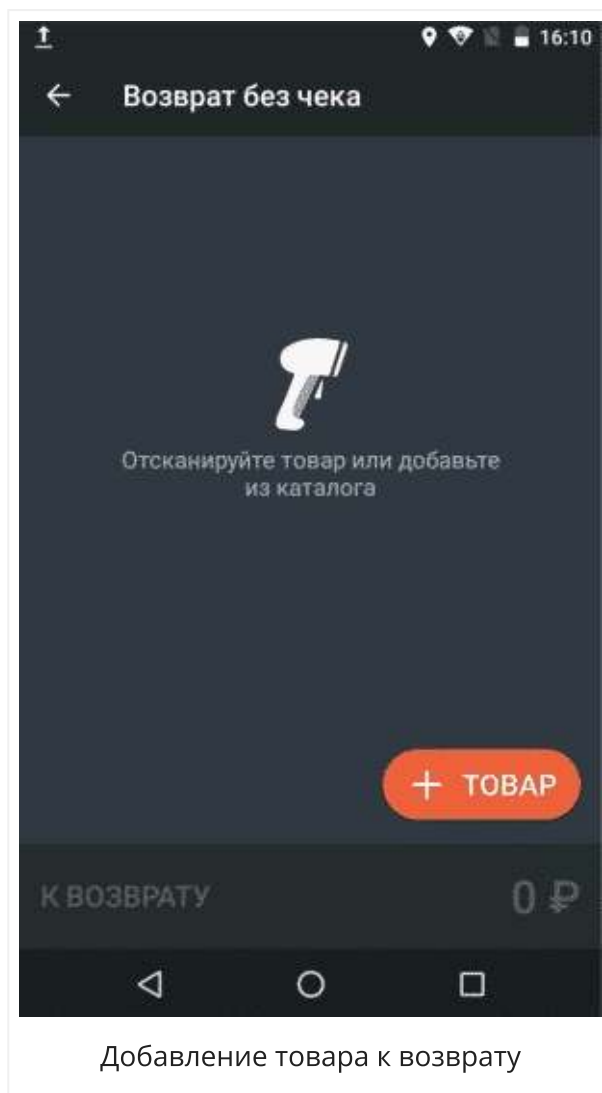 16:10
Возврат без чека
Отсканируйте товар или добавьте
из каталога
+ ТОВАР
К ВОЗВРАТУ 0 ₽
Добавление товара к возврату